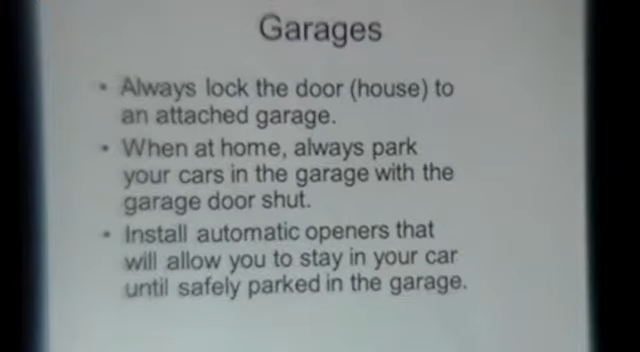 Garages
• Always lock the door (house) to
an attached garage.
• When at home, always park
your cars in the garage with the
garage door shut.
• Install automatic openers that
will allow you to stay in your car
until safely parked in the garage.